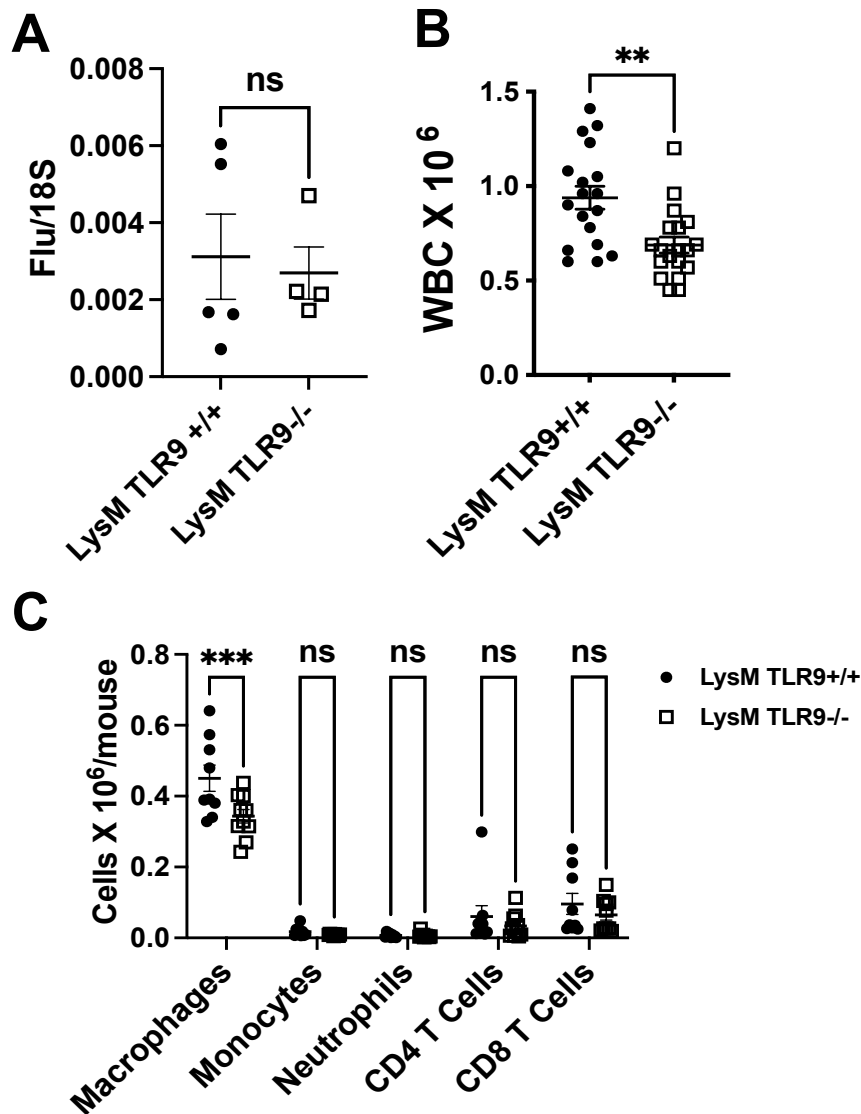 A
Flu/18S
0.008
0.006
0.004
0.002
0.000
ns
LysM TLR9 +/+
LysM TLR9-/-
B
WBC X 10⁶
1.5
1.0
0.5
0.0
**
LysM TLR9+/+
LysM TLR9-/-
C
Cells X 10⁶/mouse
0.8
0.6
0.4
0.2
0.0
*** ns ns ns ns
Macrophages
Monocytes
Neutrophils
CD4 T Cells
CD8 T Cells
LysM TLR9+/+
LysM TLR9-/-